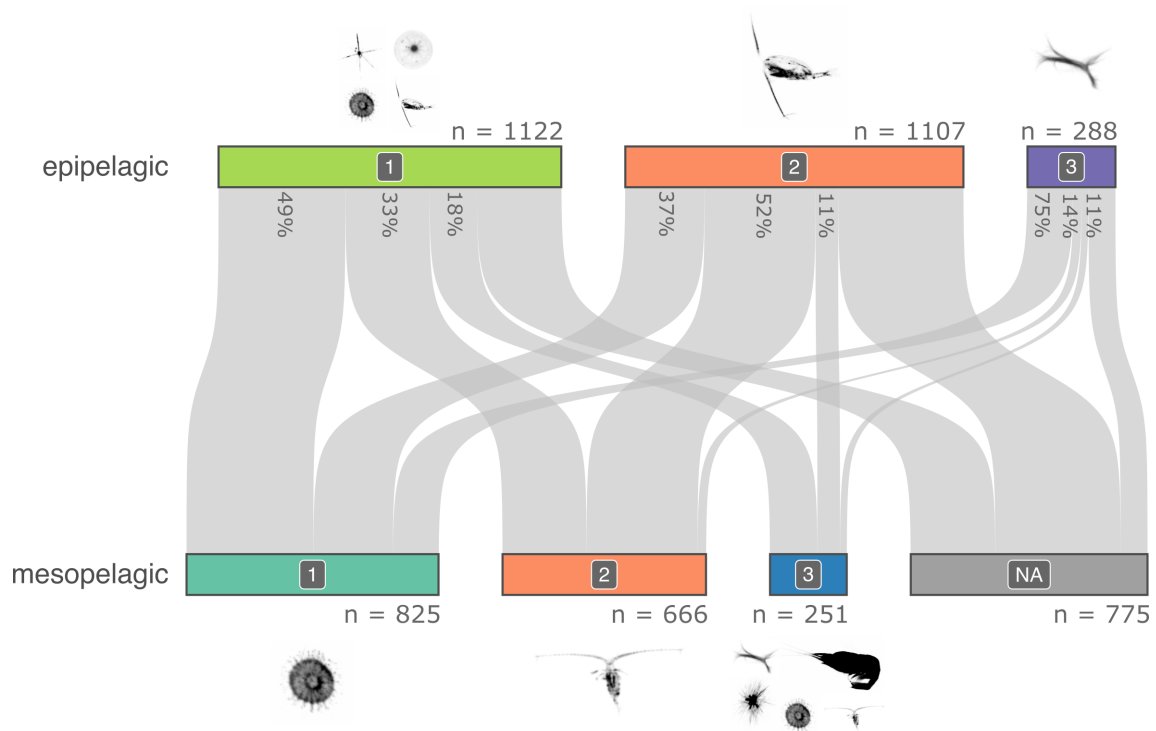 n = 1122
n = 1107
n = 288
epipelagic
1
2
3
49%
33%
18%
37%
52%
11%
75%
14%
11%
mesopelagic
1
2
3
NA
n = 825
n = 666
n = 251
n = 775